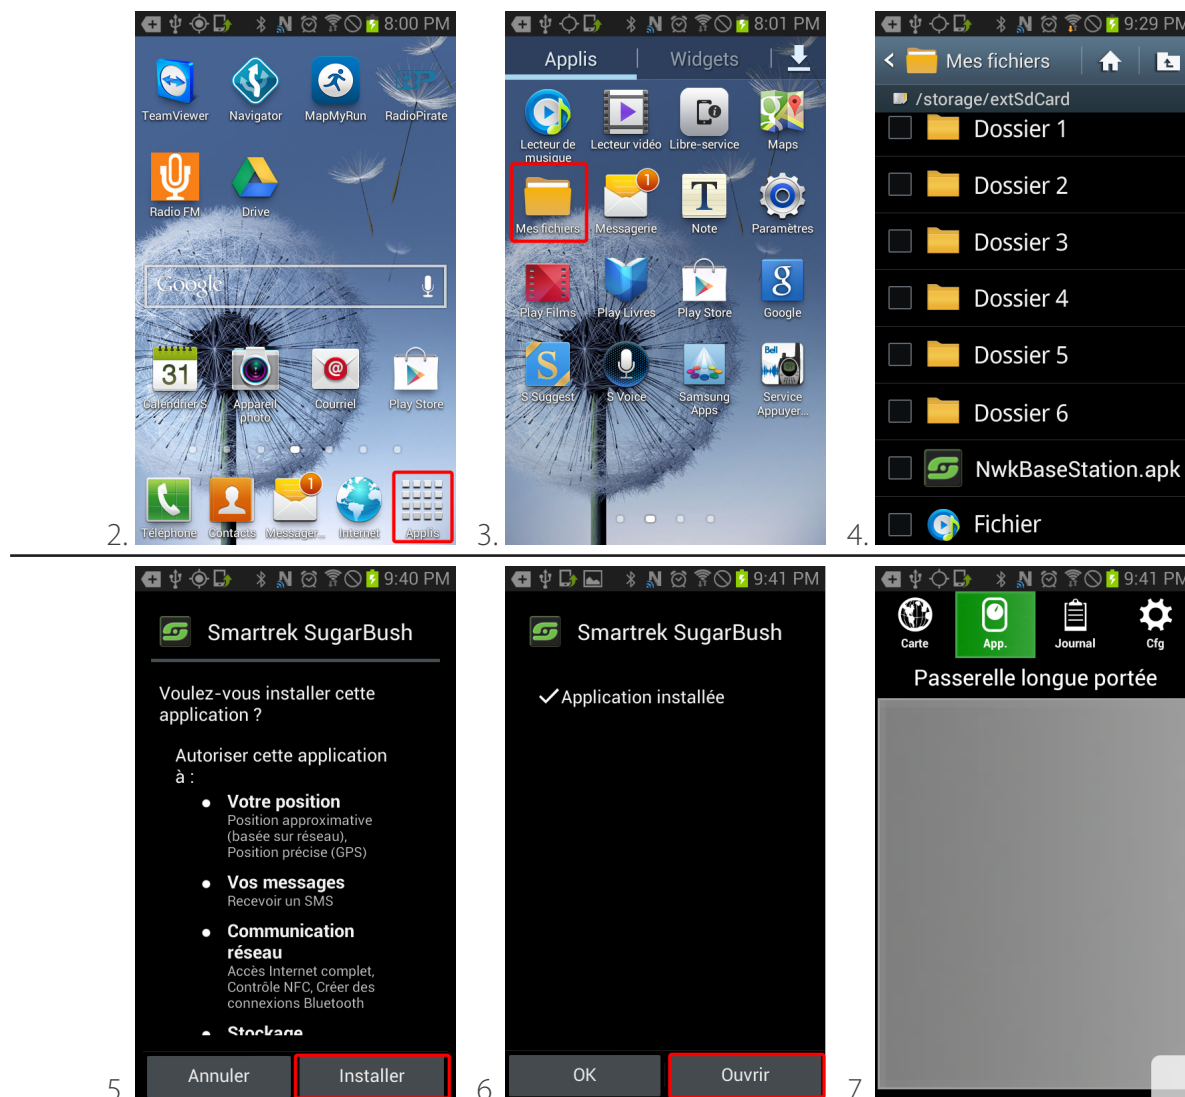 8:00 PM
TeamViewer Navigator MapMyRun RadioPirate
Radio FM Drive
Google
31
Calendrier S Appareil photo Courriel Play Store
1
Téléphone Contacts Messager... Internet Applis
2.
8:01 PM
Applis Widgets
Lecteur de musique Lecteur vidéo Libre-service Maps
1
Mes fichiers Messagerie Note Paramètres
Play Films Play Livres Play Store Google
Bell
S Suggest S Voice Samsung Apps Service Appuyer...
3.
9:29 PM
< Mes fichiers
/storage/extSdCard
Dossier 1
Dossier 2
Dossier 3
Dossier 4
Dossier 5
Dossier 6
NwkBaseStation.apk
Fichier
4.
9:40 PM
Smartrek SugarBush
Voulez-vous installer cette
application ?
Autoriser cette application
à :
• Votre position
Position approximative
(basée sur réseau),
Position précise (GPS)
• Vos messages
Recevoir un SMS
• Communication
réseau
Accès Internet complet,
Contrôle NFC, Créer des
connexions Bluetooth
• Stockage
Annuler Installer
5
9:41 PM
Smartrek SugarBush
✓Application installée
OK Ouvrir
6
9:41 PM
Carte App. Journal Cfg
Passerelle longue portée
7